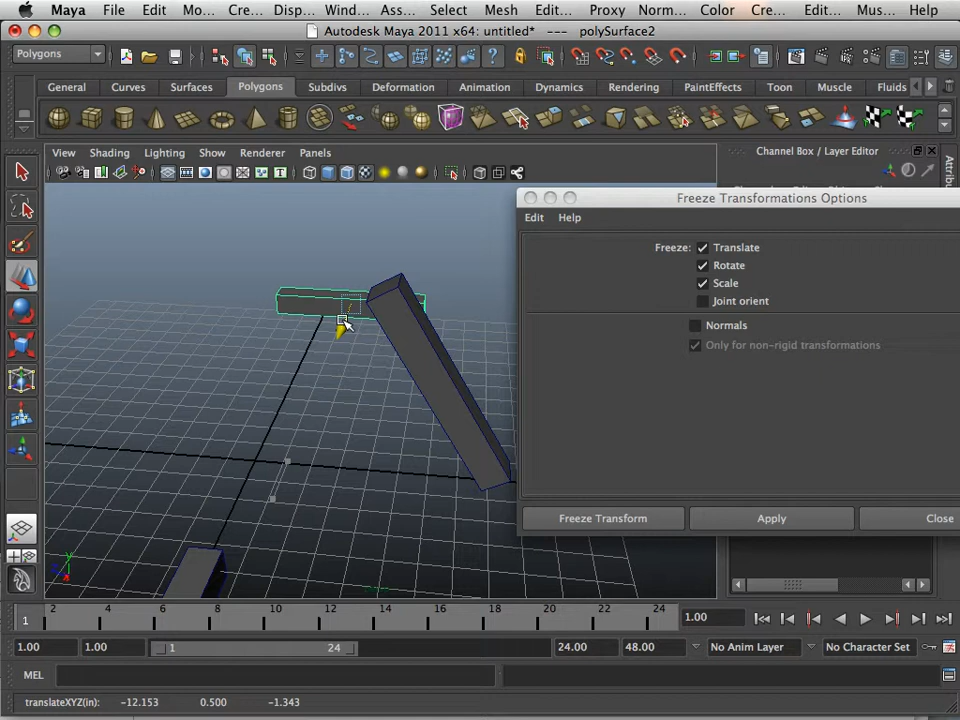 Maya File Edit Mo... Cre... Disp... Wind... Ass... Select Mesh Edit... Proxy Norm... Color Cre... Edit... Mus... Help
Autodesk Maya 2011 x64: untitled* --- polySurface2
Polygons
General Curves Surfaces Polygons Subdivs Deformation Animation Dynamics Rendering PaintEffects Toon Muscle Fluids
View Shading Lighting Show Renderer Panels
Channel Box / Layer Editor
Freeze Transformations Options
Edit Help
Freeze: Translate
Rotate
Scale
Joint orient
Normals
Only for non-rigid transformations
Freeze Transform Apply Close
y
2 4 6 8 10 12 14 16 18 20 22 24
1 1.00
1.00 1.00 1 24 24.00 48.00 No Anim Layer No Character Set
MEL
translateXYZ(in): -12.153 0.500 -1.343